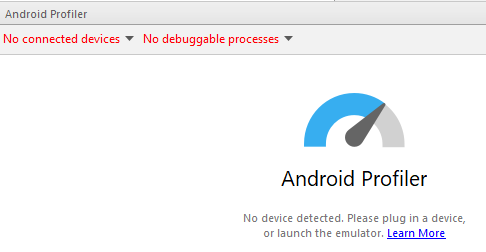 Android Profiler
No connected devices No debuggable processes
Android Profiler
No device detected. Please plug in a device,
or launch the emulator. Learn More